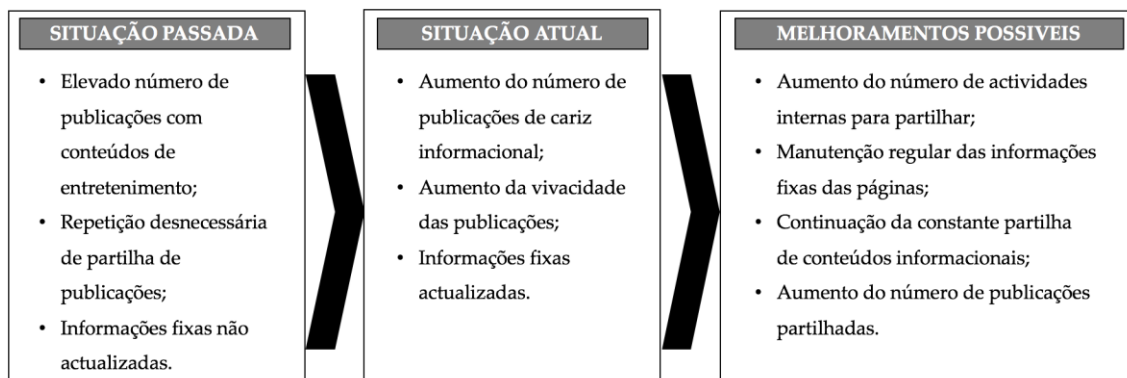 SITUAÇÃO PASSADA
• Elevado número de
publicações com
conteúdos de
entretenimento;
• Repetição desnecessária
de partilha de
publicações;
• Informações fixas não
actualizadas.
SITUAÇÃO ATUAL
• Aumento do número de
publicações de cariz
informacional;
• Aumento da vivacidade
das publicações;
• Informações fixas
actualizadas.
MELHORAMENTOS POSSIVEIS
• Aumento do número de actividades
internas para partilhar;
• Manutenção regular das informações
fixas das páginas;
• Continuação da constante partilha
de conteúdos informacionais;
• Aumento do número de publicações
partilhadas.